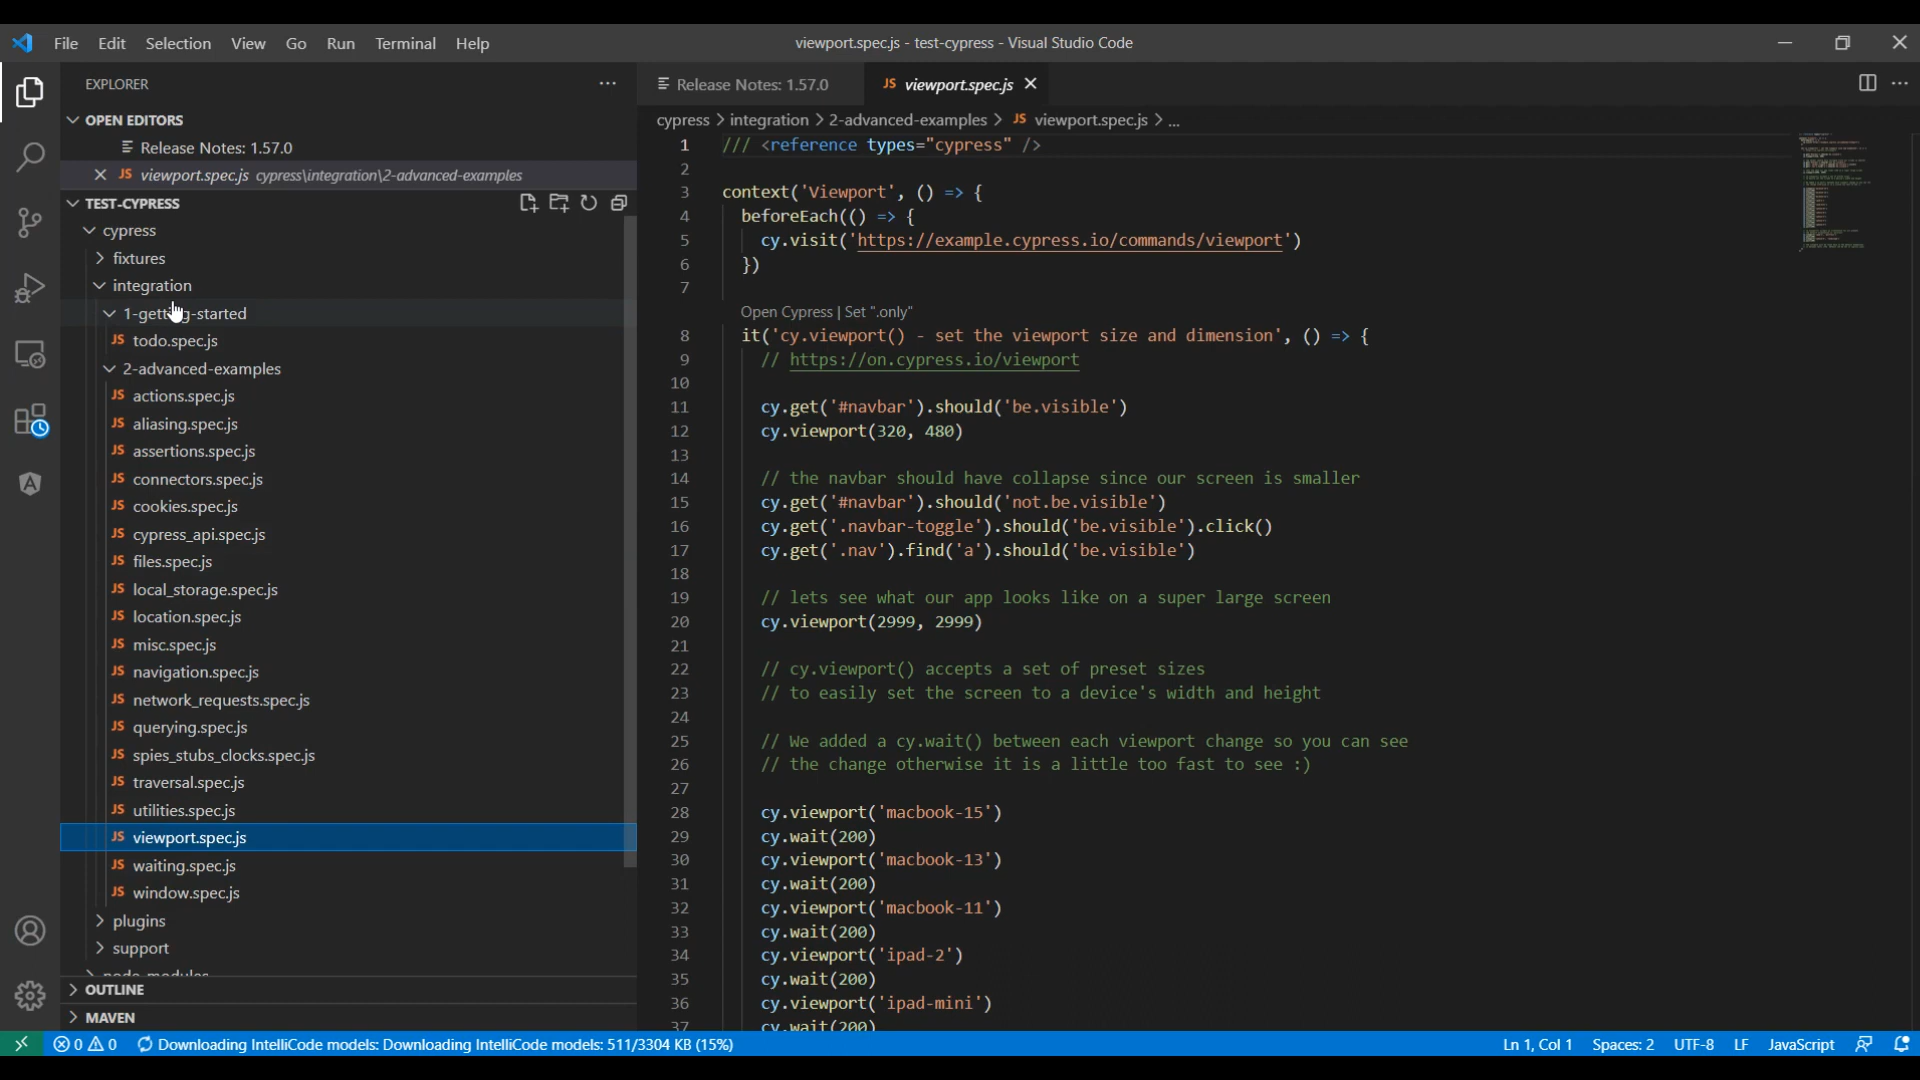 File Edit Selection View Go Run Terminal Help
viewport.spec.js - test-cypress - Visual Studio Code
EXPLORER
OPEN EDITORS
Release Notes: 1.57.0
JS viewport.spec.js cypress\integration\2-advanced-examples
TEST-CYPRESS
cypress
fixtures
integration
1-getting-started
JS todo.spec.js
2-advanced-examples
JS actions.spec.js
JS aliasing.spec.js
JS assertions.spec.js
JS connectors.spec.js
JS cookies.spec.js
JS cypress_api.spec.js
JS files.spec.js
JS local_storage.spec.js
JS location.spec.js
JS misc.spec.js
JS navigation.spec.js
JS network_requests.spec.js
JS querying.spec.js
JS spies_stubs_clocks.spec.js
JS traversal.spec.js
JS utilities.spec.js
JS viewport.spec.js
JS waiting.spec.js
JS window.spec.js
plugins
support
node_modules
OUTLINE
MAVEN
Release Notes: 1.57.0
JS viewport.spec.js
cypress > integration > 2-advanced-examples > JS viewport.spec.js > ...
1 /// <reference types="cypress" />
2
3 context('Viewport', () => {
4 beforeEach(() => {
5 cy.visit('https://example.cypress.io/commands/viewport')
6 })
7
Open Cypress | Set ".only"
8 it('cy.viewport() - set the viewport size and dimension', () => {
9 // https://on.cypress.io/viewport
10
11 cy.get('#navbar').should('be.visible')
12 cy.viewport(320, 480)
13
14 // the navbar should have collapse since our screen is smaller
15 cy.get('#navbar').should('not.be.visible')
16 cy.get('.navbar-toggle').should('be.visible').click()
17 cy.get('.nav').find('a').should('be.visible')
18
19 // lets see what our app looks like on a super large screen
20 cy.viewport(2999, 2999)
21
22 // cy.viewport() accepts a set of preset sizes
23 // to easily set the screen to a device's width and height
24
25 // We added a cy.wait() between each viewport change so you can see
26 // the change otherwise it is a little too fast to see :)
27
28 cy.viewport('macbook-15')
29 cy.wait(200)
30 cy.viewport('macbook-13')
31 cy.wait(200)
32 cy.viewport('macbook-11')
33 cy.wait(200)
34 cy.viewport('ipad-2')
35 cy.wait(200)
36 cy.viewport('ipad-mini')
37 cy.wait(200)
0 0 Downloading IntelliCode models: Downloading IntelliCode models: 511/3304 KB (15%)
Ln 1, Col 1 Spaces: 2 UTF-8 LF JavaScript